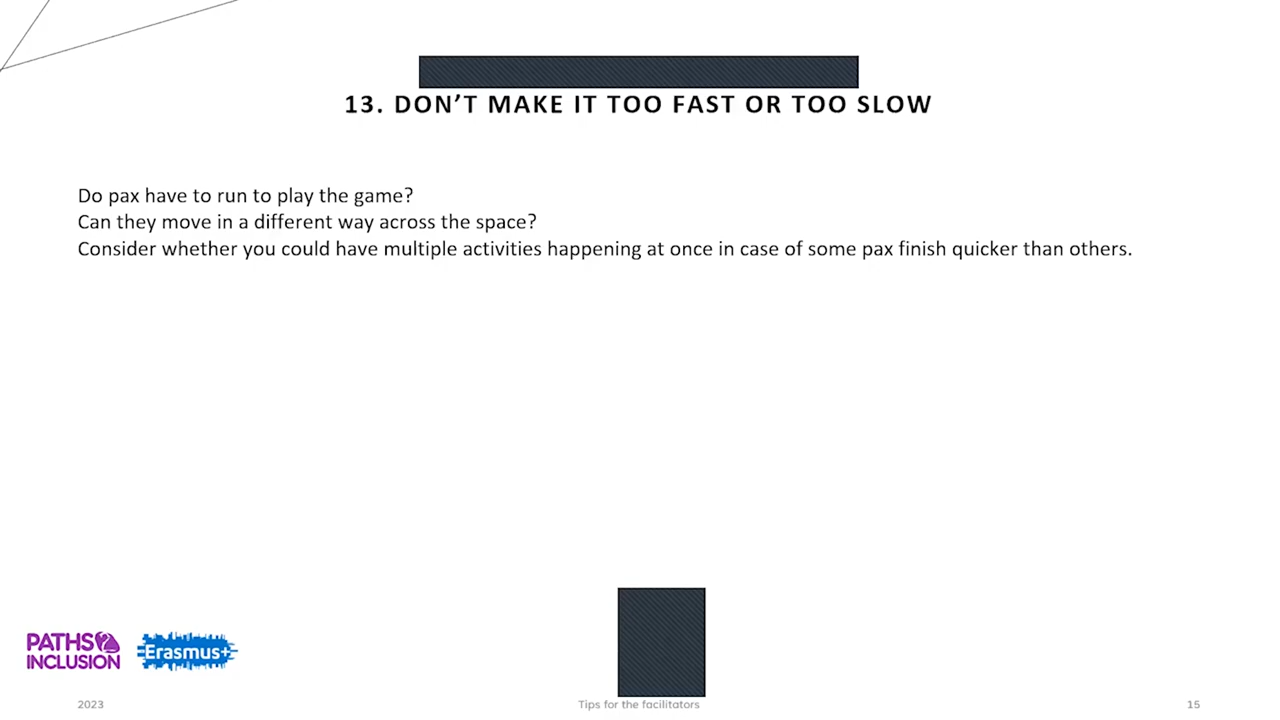 13. DON’T MAKE IT TOO FAST OR TOO SLOW
Do pax have to run to play the game?
Can they move in a different way across the space?
Consider whether you could have multiple activities happening at once in case of some pax finish quicker than others.
PATHS2
INCLUSION
Erasmus+
2023
Tips for the facilitators
15